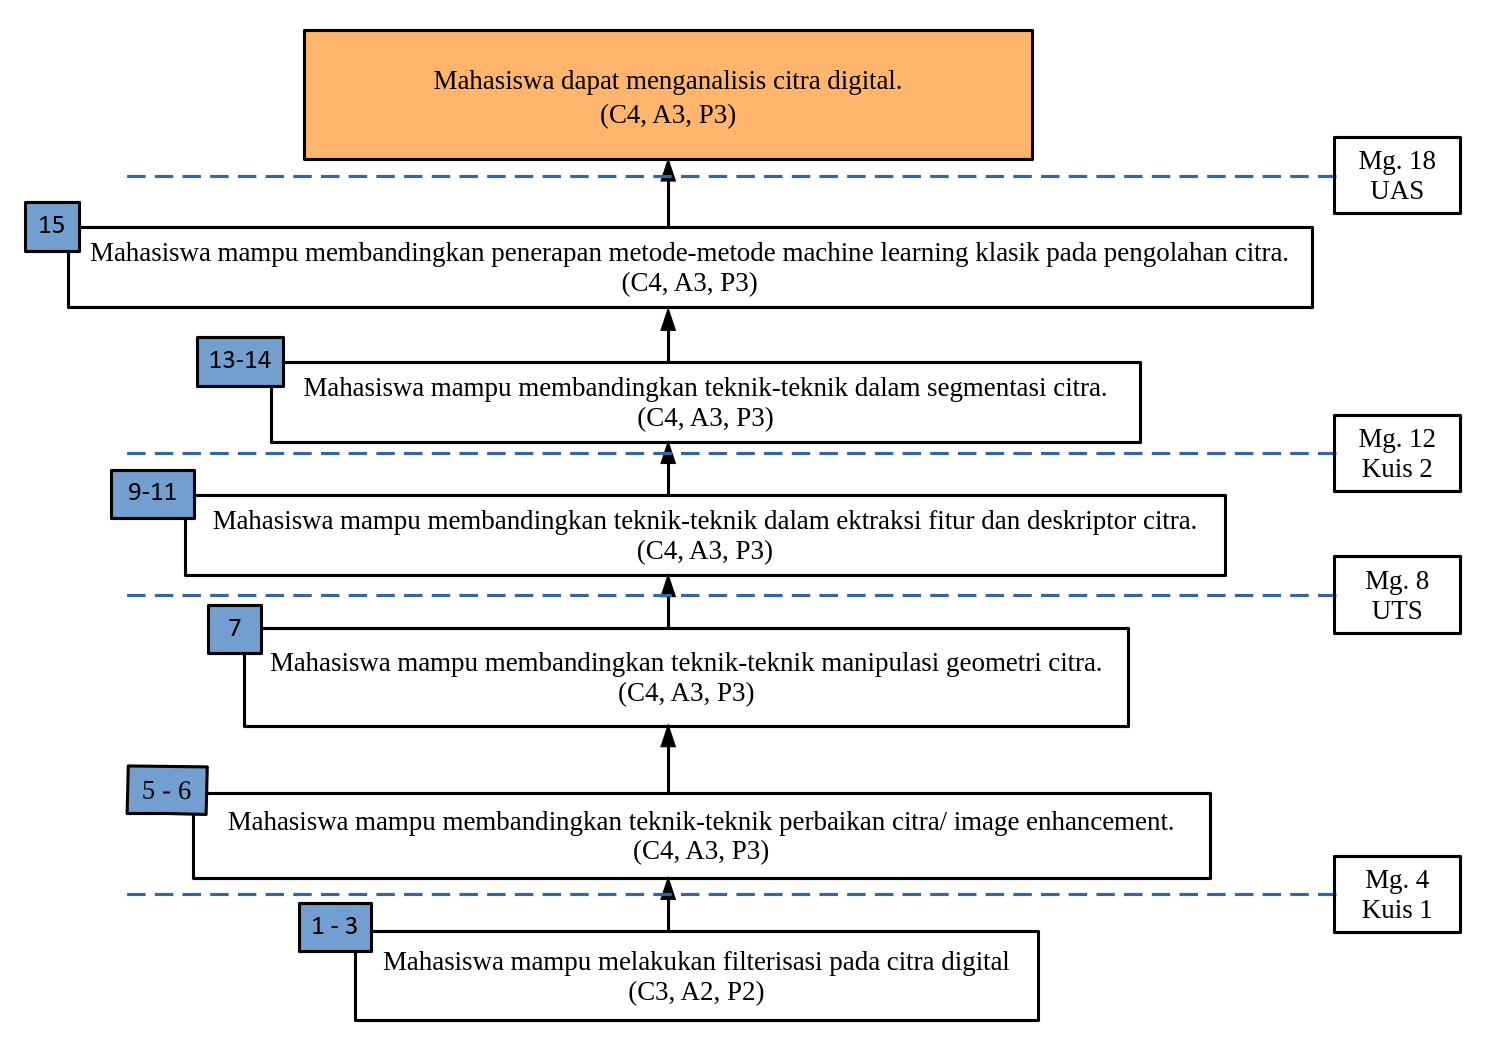 Mahasiswa dapat menganalisis citra digital.
(C4, A3, P3)
Mg. 18
UAS
15
Mahasiswa mampu membandingkan penerapan metode-metode machine learning klasik pada pengolahan citra.
(C4, A3, P3)
13-14
Mahasiswa mampu membandingkan teknik-teknik dalam segmentasi citra.
(C4, A3, P3)
Mg. 12
Kuis 2
9-11
Mahasiswa mampu membandingkan teknik-teknik dalam ektraksi fitur dan deskriptor citra.
(C4, A3, P3)
Mg. 8
UTS
7
Mahasiswa mampu membandingkan teknik-teknik manipulasi geometri citra.
(C4, A3, P3)
5 - 6
Mahasiswa mampu membandingkan teknik-teknik perbaikan citra/ image enhancement.
(C4, A3, P3)
Mg. 4
Kuis 1
1 - 3
Mahasiswa mampu melakukan filterisasi pada citra digital
(C3, A2, P2)